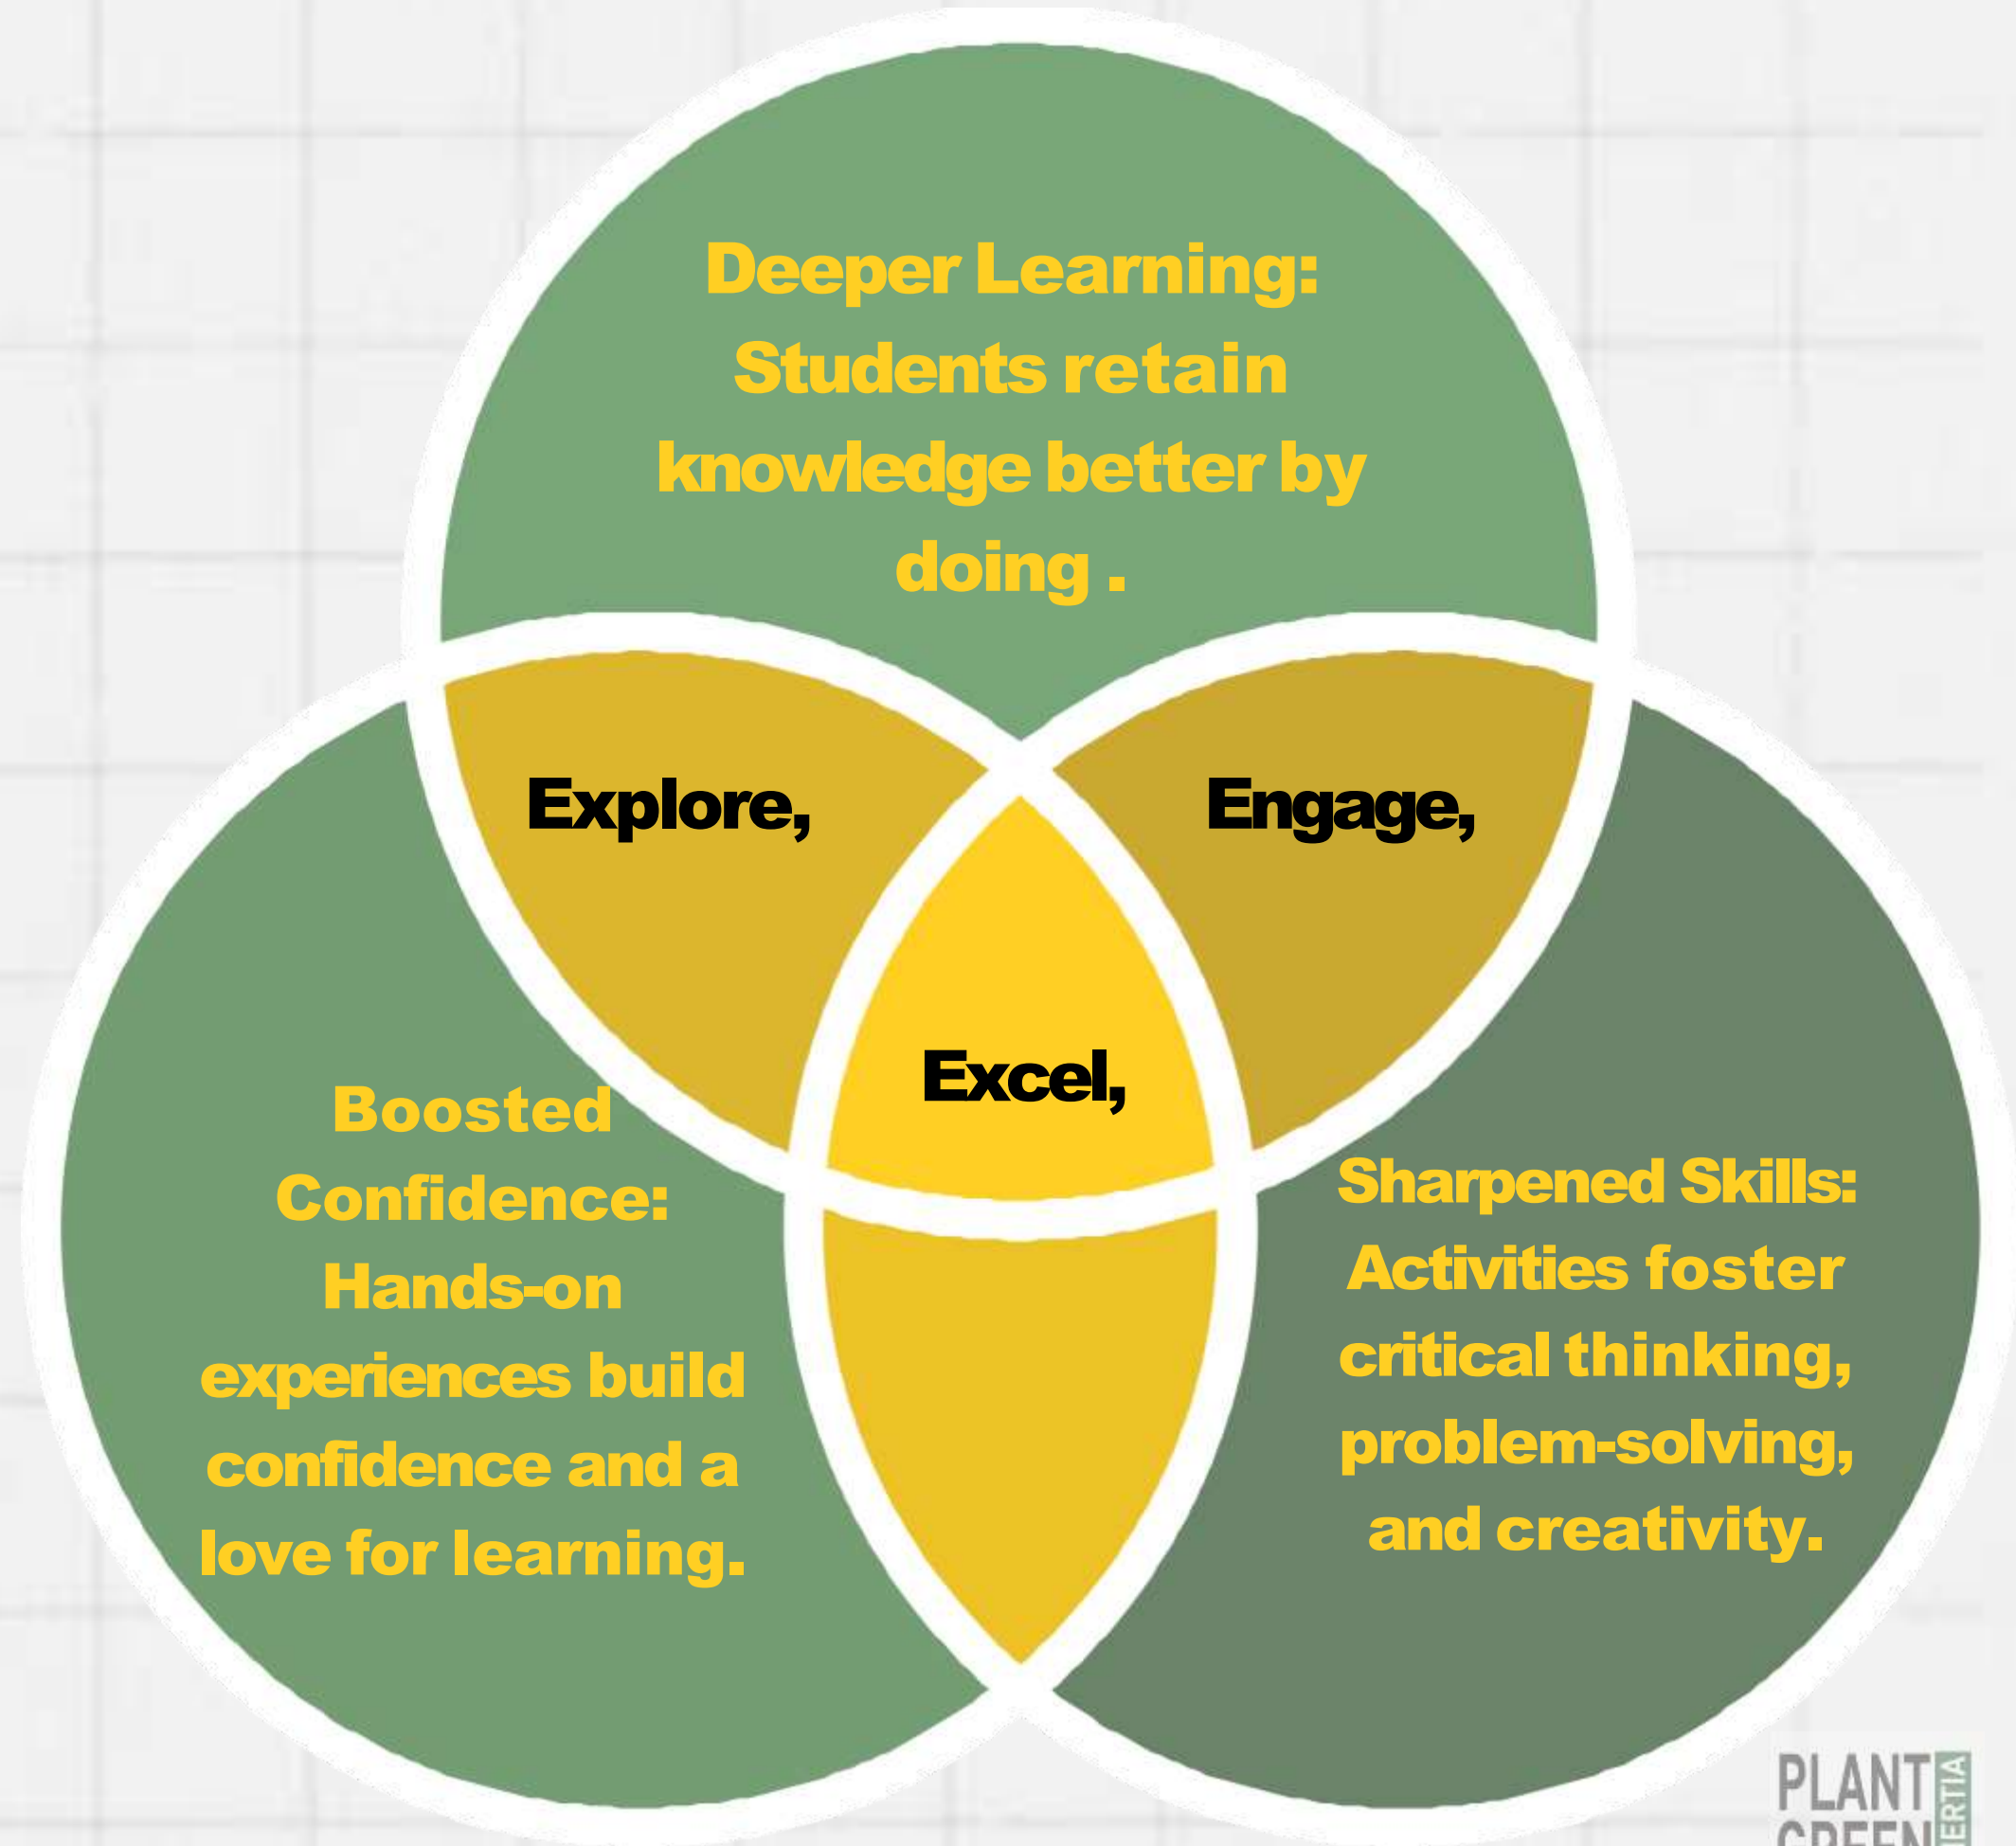 Deeper Learning:
Students retain
knowledge better by
doing .
Explore,
Engage,
Excel,
Boosted
Confidence:
Hands-on
experiences build
confidence and a
love for learning.
Sharpened Skills:
Activities foster
critical thinking,
problem-solving,
and creativity.
PLANT
GREEN